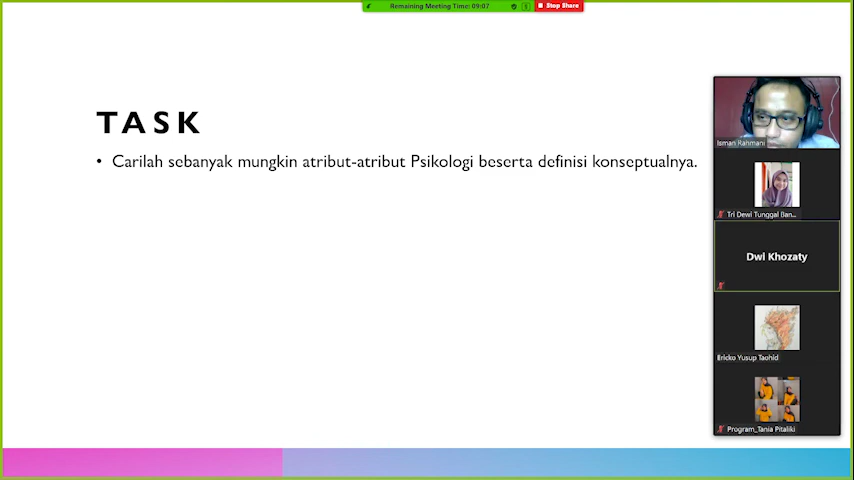 Remaining Meeting Time: 09:07
Stop Share
TASK
• Carilah sebanyak mungkin atribut-atribut Psikologi beserta definisi konseptualnya.
Isman Rahmani
Tri Dewi Tunggal Ban...
Dwi Khozaty
Ericko Yusup Taohid
Program_Tania Pitaliki